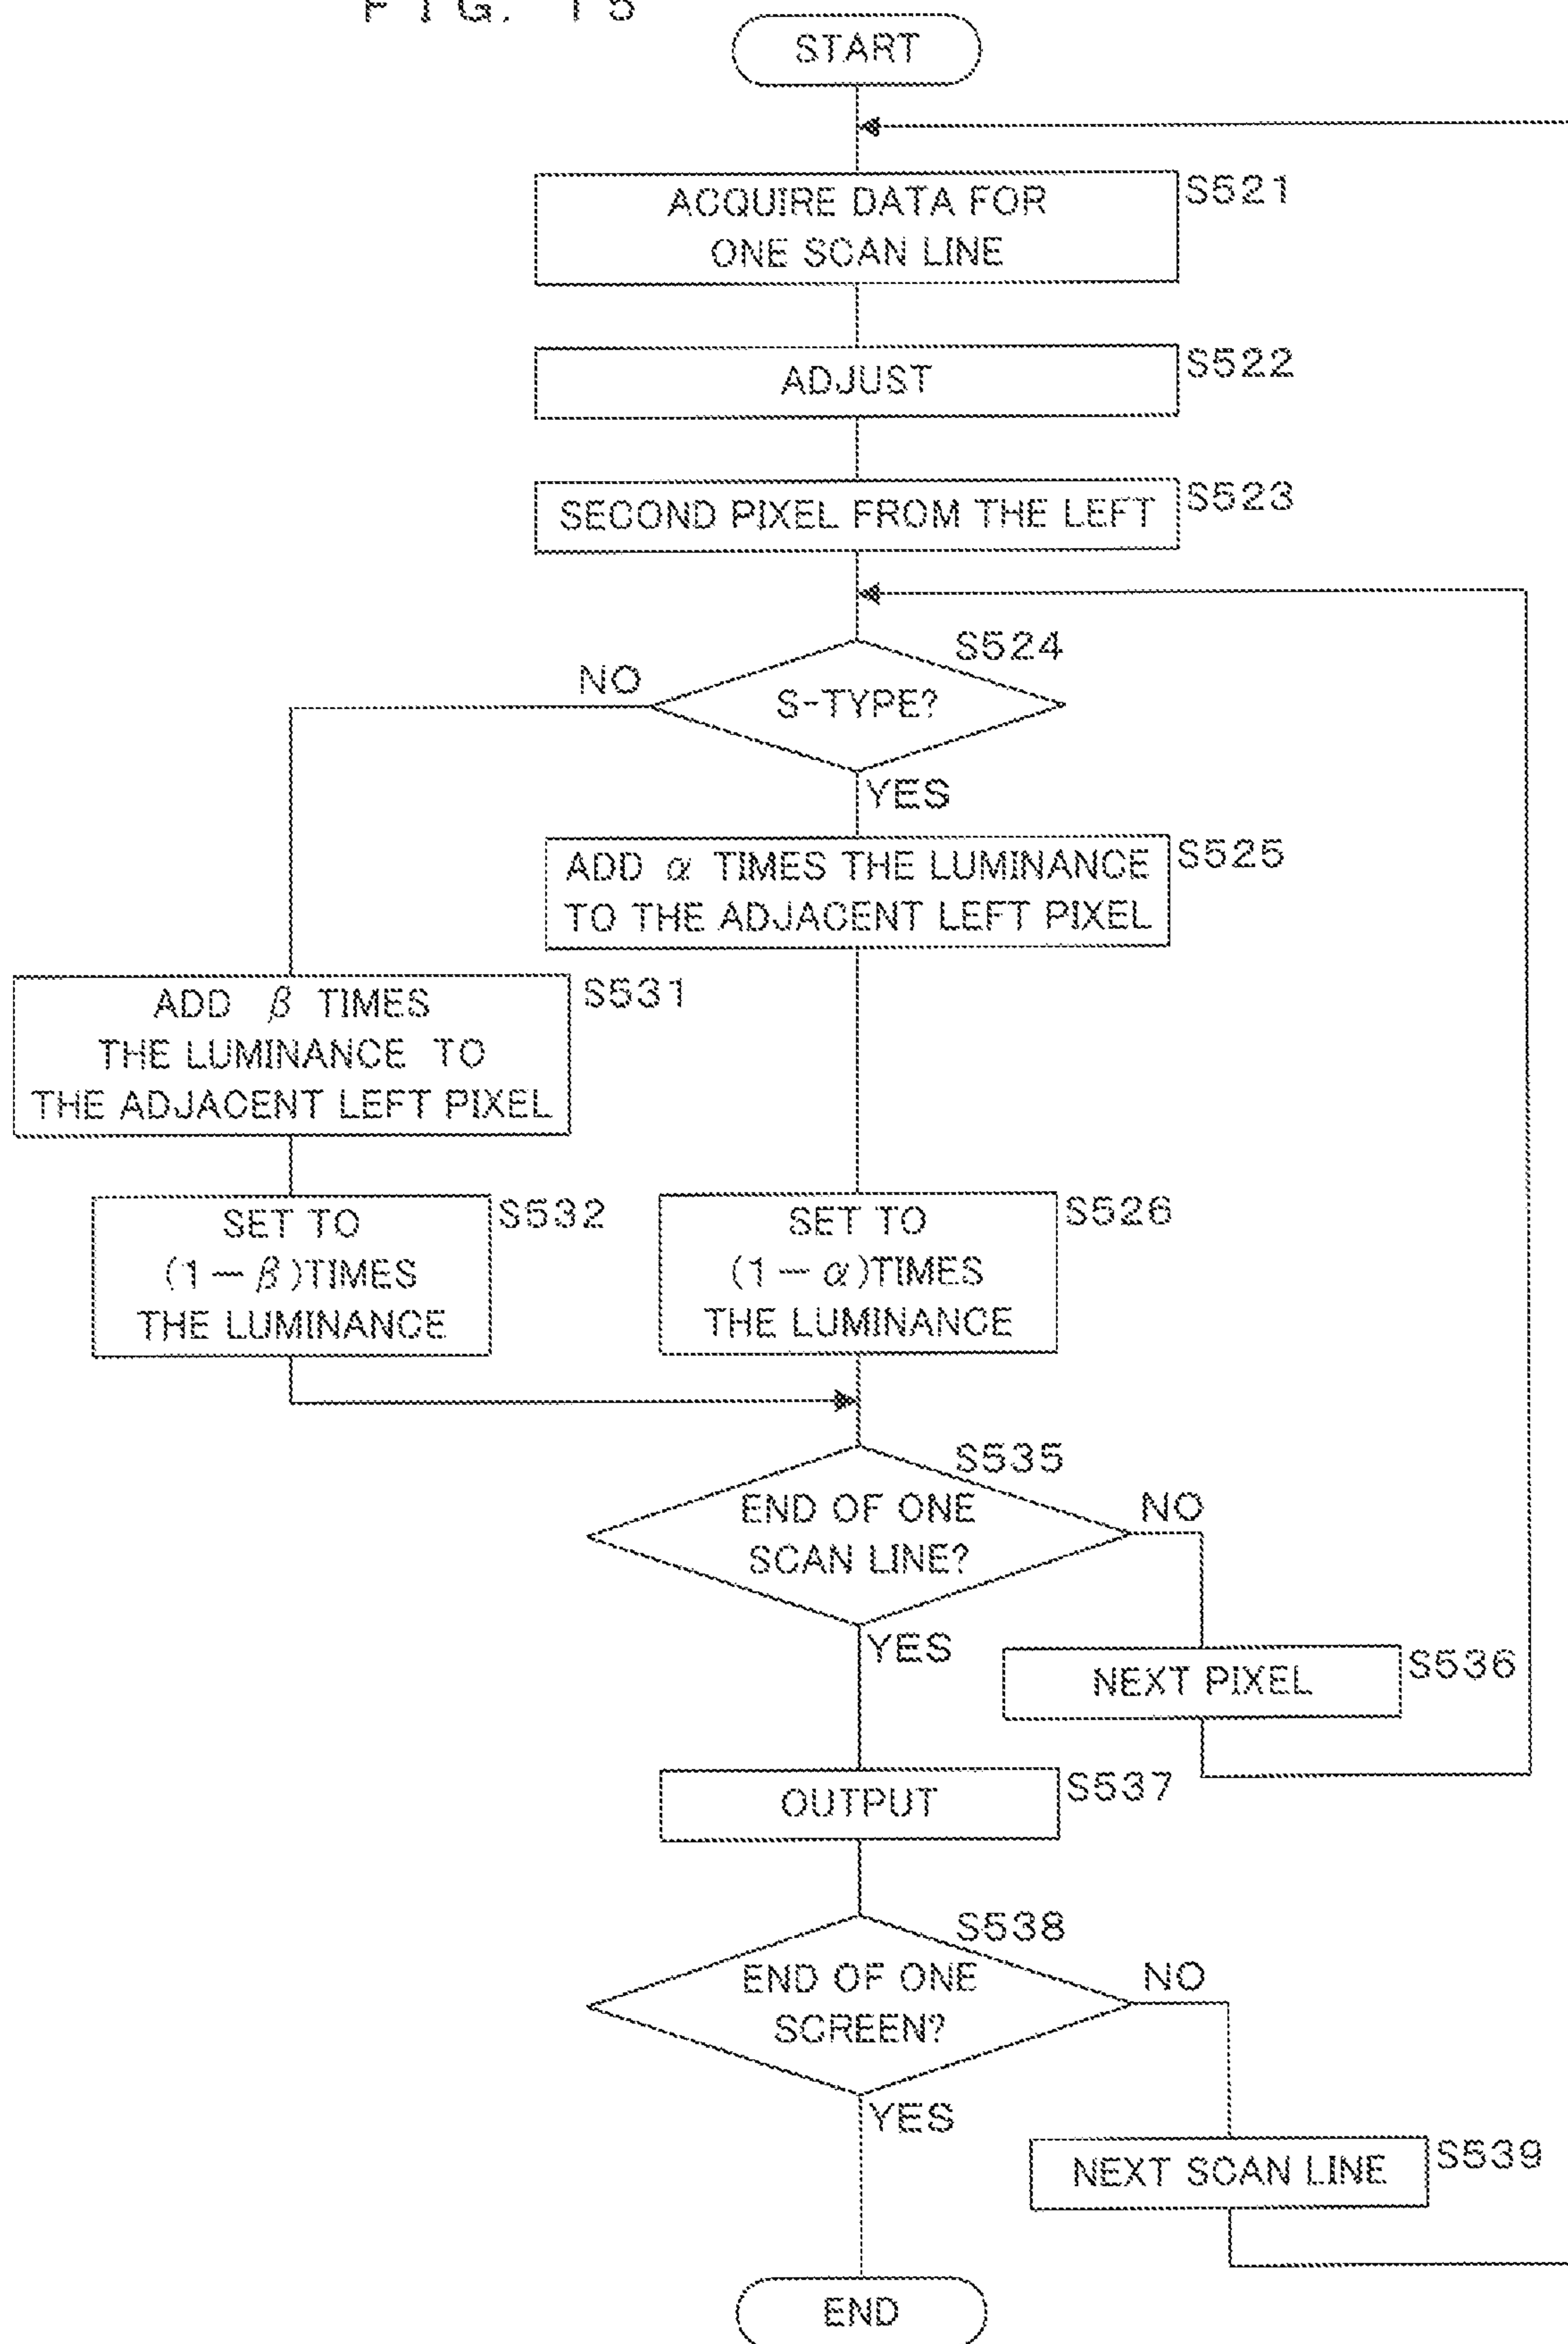 FIG. 15
START
ACQUIRE DATA FOR
ONE SCAN LINE
S521
ADJUST
S522
SECOND PIXEL FROM THE LEFT
S523
S524
S-TYPE?
NO
YES
ADD α TIMES THE LUMINANCE
TO THE ADJACENT LEFT PIXEL
S525
ADD β TIMES
THE LUMINANCE TO
THE ADJACENT LEFT PIXEL
S531
SET TO
(1-β)TIMES
THE LUMINANCE
S532
SET TO
(1-α)TIMES
THE LUMINANCE
S526
S535
END OF ONE
SCAN LINE?
NO
YES
NEXT PIXEL
S536
OUTPUT
S537
S538
END OF ONE
SCREEN?
NO
YES
NEXT SCAN LINE
S539
END